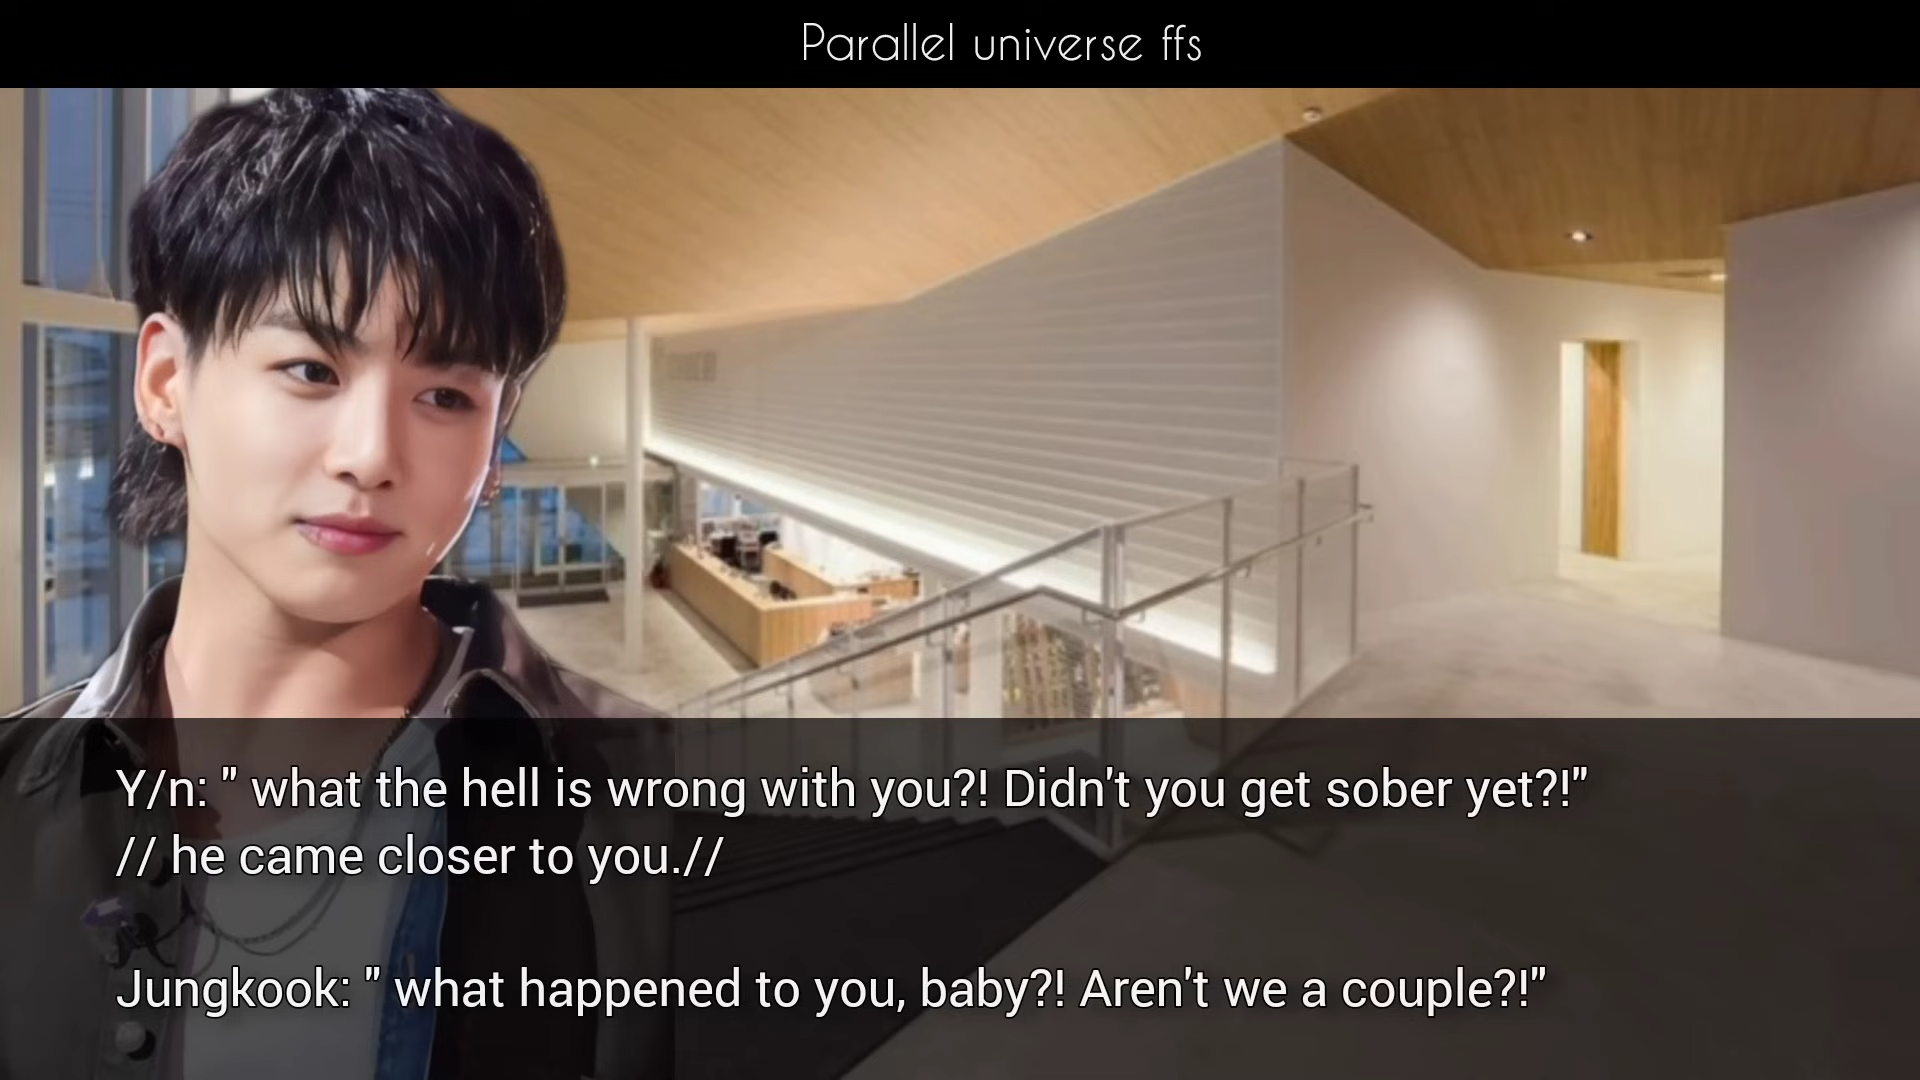 Parallel universe ffs
Y/n: " what the hell is wrong with you?! Didn't you get sober yet?!"
// he came closer to you.//
Jungkook: " what happened to you, baby?! Aren't we a couple?!"